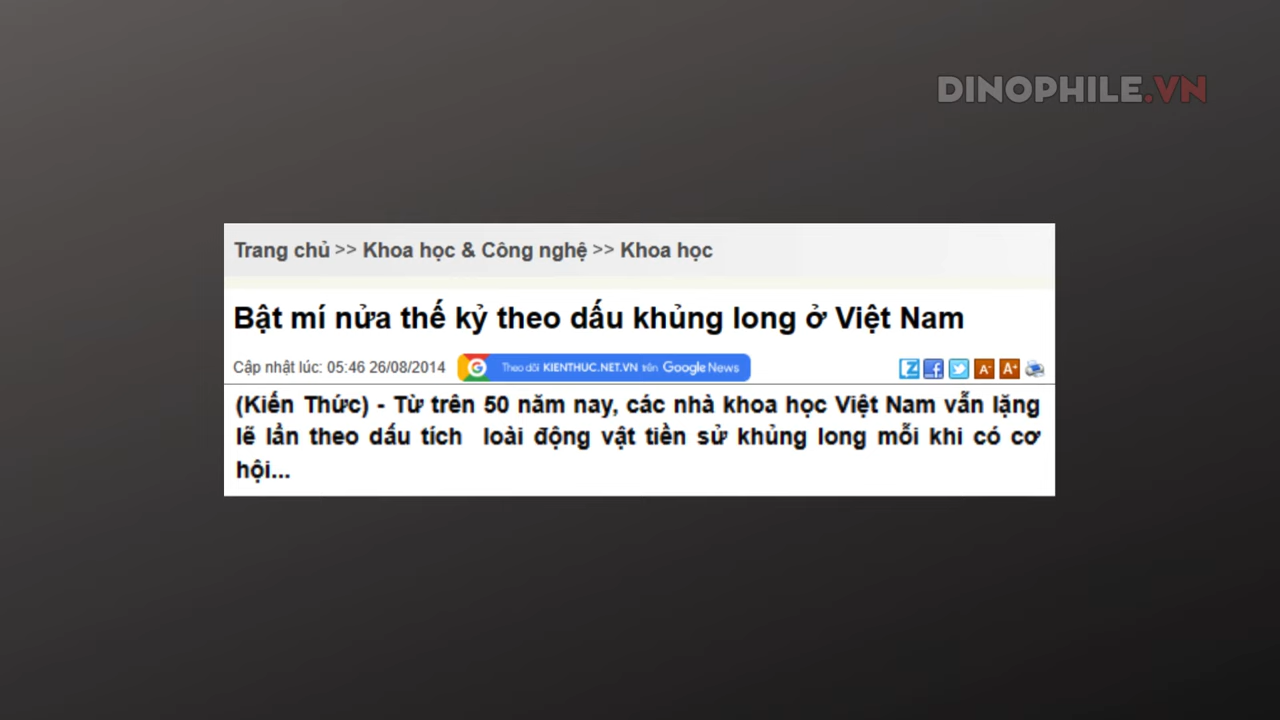 DINOPHILE.VN
Trang chủ >> Khoa học & Công nghệ >> Khoa học
Bật mí nửa thế kỷ theo dấu khủng long ở Việt Nam
Cập nhật lúc: 05:46 26/08/2014 Theo dõi KIENTHUC.NET.VN trên Google News A- A+
(Kiến Thức) - Từ trên 50 năm nay, các nhà khoa học Việt Nam vẫn lặng
lẽ lần theo dấu tích loài động vật tiền sử khủng long mỗi khi có cơ
hội...